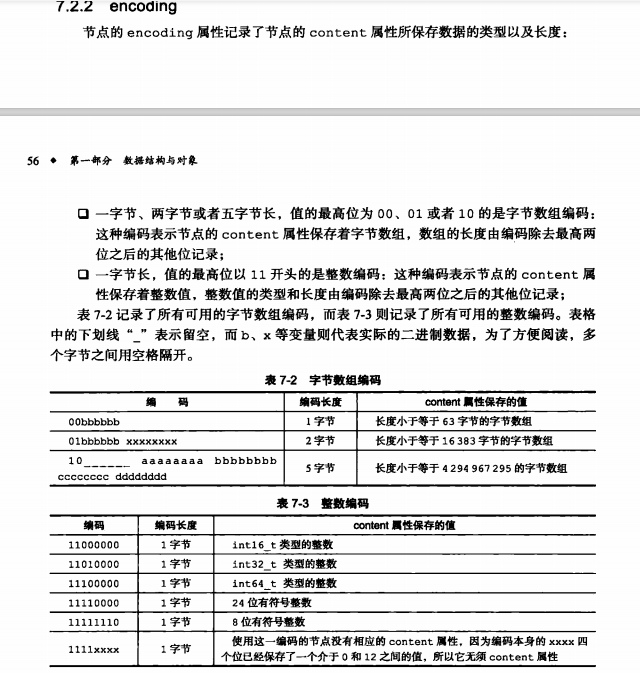 7.2.2 encoding
节点的 encoding 属性记录了节点的 content 属性所保存数据的类型以及长度：
56 ◆ 第一部分 数据结构与对象
❏ 一字节、两字节或者五字节长，值的最高位为 00、01 或者 10 的是字节数组编码：
这种编码表示节点的 content 属性保存着字节数组，数组的长度由编码除去最高两
位之后的其他位记录；
❏ 一字节长，值的最高位以 11 开头的是整数编码：这种编码表示节点的 content 属
性保存着整数值，整数值的类型和长度由编码除去最高两位之后的其他位记录；
表 7-2 记录了所有可用的字节数组编码，而表 7-3 则记录了所有可用的整数编码。表格
中的下划线“_”表示留空，而 b、x 等变量则代表实际的二进制数据，为了方便阅读，多
个字节之间用空格隔开。
表 7-2 字节数组编码
编 码 编码长度 content 属性保存的值
00bbbbbb 1 字节 长度小于等于 63 字节的字节数组
01bbbbbb xxxxxxxx 2 字节 长度小于等于 16 383 字节的字节数组
10______ aaaaaaaa bbbbbbbb
cccccccc dddddddd 5 字节 长度小于等于 4 294 967 295 的字节数组
表 7-3 整数编码
编码 编码长度 content 属性保存的值
11000000 1 字节 int16_t 类型的整数
11010000 1 字节 int32_t 类型的整数
11100000 1 字节 int64_t 类型的整数
11110000 1 字节 24 位有符号整数
11111110 1 字节 8 位有符号整数
1111xxxx 1 字节 使用这一编码的节点没有相应的 content 属性，因为编码本身的 xxxx 四
个位已经保存了一个介于 0 和 12 之间的值，所以它无须 content 属性